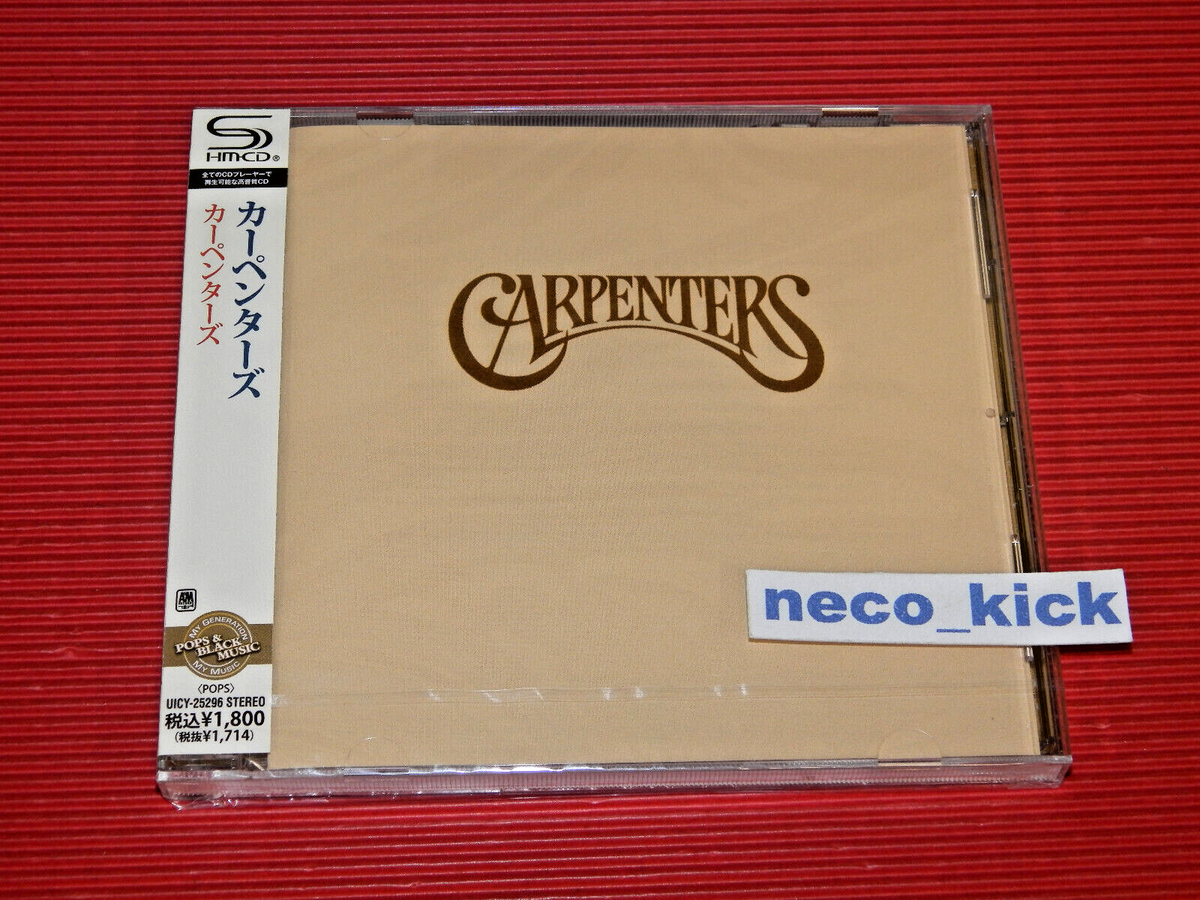 SHM-CD®
全てのCDプレーヤーで
再生可能な高音質CD
カーペンターズ
カーペンターズ
CARPENTERS
neco_kick
A&M
MY GENERATION
POPS &
BLACK
MUSIC
MY MUSIC
〈POPS〉
UICY-25296 STEREO
税込¥1,800
(税抜¥1,714)